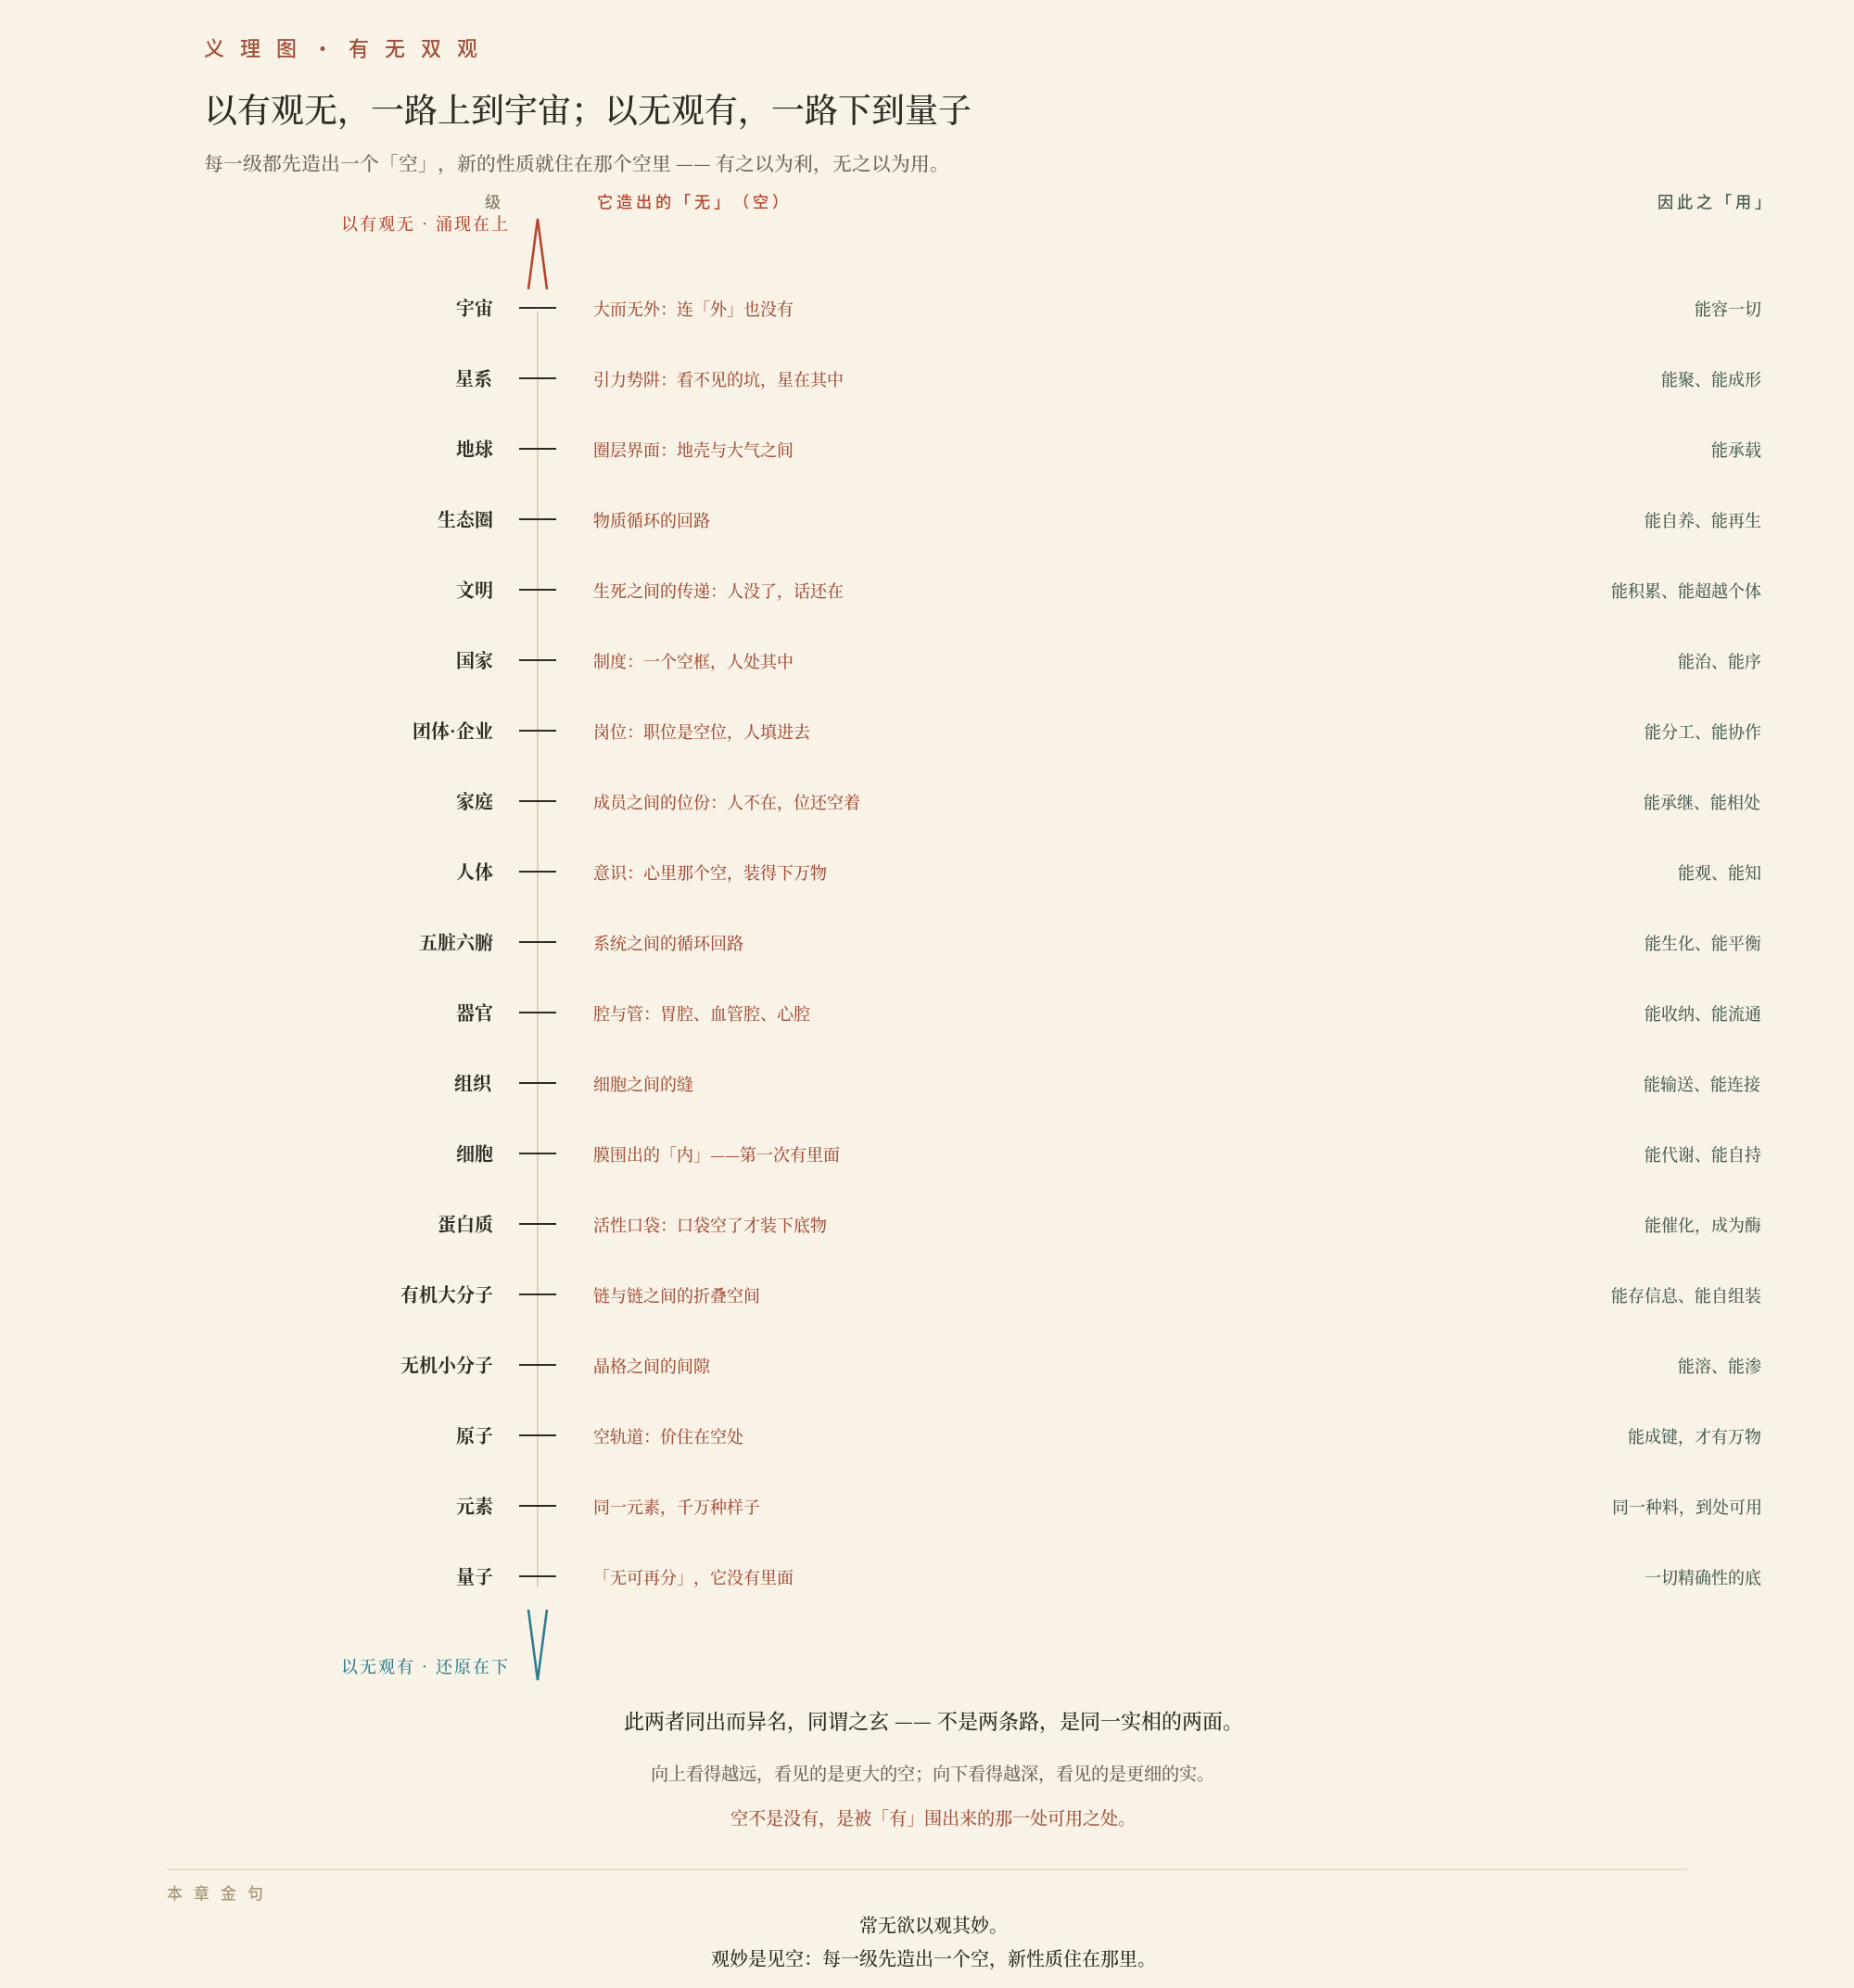 义理图·有无双观
以有观无，一路上到宇宙；以无观有，一路下到量子
每一级都先造出一个「空」，新的性质就住在那个空里 —— 有之以为利，无之以为用。
级 它造出的「无」（空） 因此之「用」
以有观无 · 涌现在上
宇宙 大而无外：连「外」也没有 能容一切
星系 引力势阱：看不见的坑，星在其中 能聚、能成形
地球 圈层界面：地壳与大气之间 能承载
生态圈 物质循环的回路 能自养、能再生
文明 生死之间的传递：人没了，话还在 能积累、能超越个体
国家 制度：一个空框，人处其中 能治、能序
团体·企业 岗位：职位是空位，人填进去 能分工、能协作
家庭 成员之间的位份：人不在，位还空着 能承继、能相处
人体 意识：心里那个空，装得下万物 能观、能知
五脏六腑 系统之间的循环回路 能生化、能平衡
器官 腔与管：胃腔、血管腔、心腔 能收纳、能流通
组织 细胞之间的缝 能输送、能连接
细胞 膜围出的「内」——第一次有里面 能代谢、能自持
蛋白质 活性口袋：口袋空了才装下底物 能催化，成为酶
有机大分子 链与链之间的折叠空间 能存信息、能自组装
无机小分子 晶格之间的间隙 能溶、能渗
原子 空轨道：价住在空处 能成键，才有万物
元素 同一元素，千万种样子 同一种料，到处可用
量子 「无可再分」，它没有里面 一切精确性的底
以无观有 · 还原在下
此两者同出而异名，同谓之玄 —— 不是两条路，是同一实相的两面。
向上看得越远，看见的是更大的空；向下看得越深，看见的是更细的实。
空不是没有，是被「有」围出来的那一处可用之处。
本章金句
常无欲以观其妙。
观妙是见空：每一级先造出一个空，新性质住在那里。